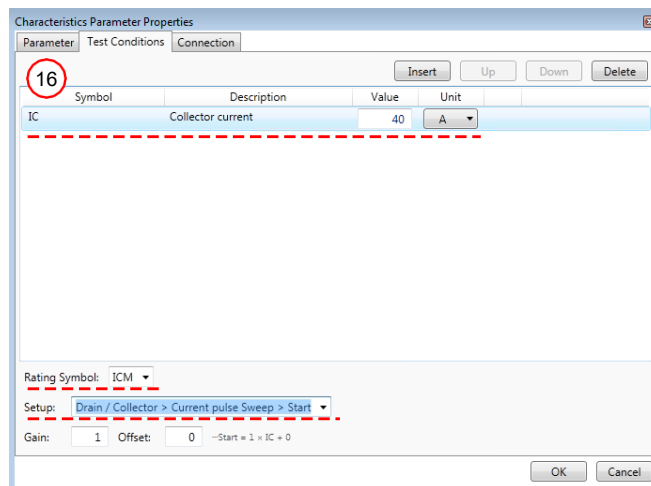 Characteristics Parameter Properties
Parameter Test Conditions Connection
Insert Up Down Delete
16
Symbol Description Value Unit
IC Collector current 40 A
Rating Symbol: ICM
Setup: Drain / Collector > Current pulse Sweep > Start
Gain: 1 Offset: 0 --Start = 1 × IC + 0
OK Cancel